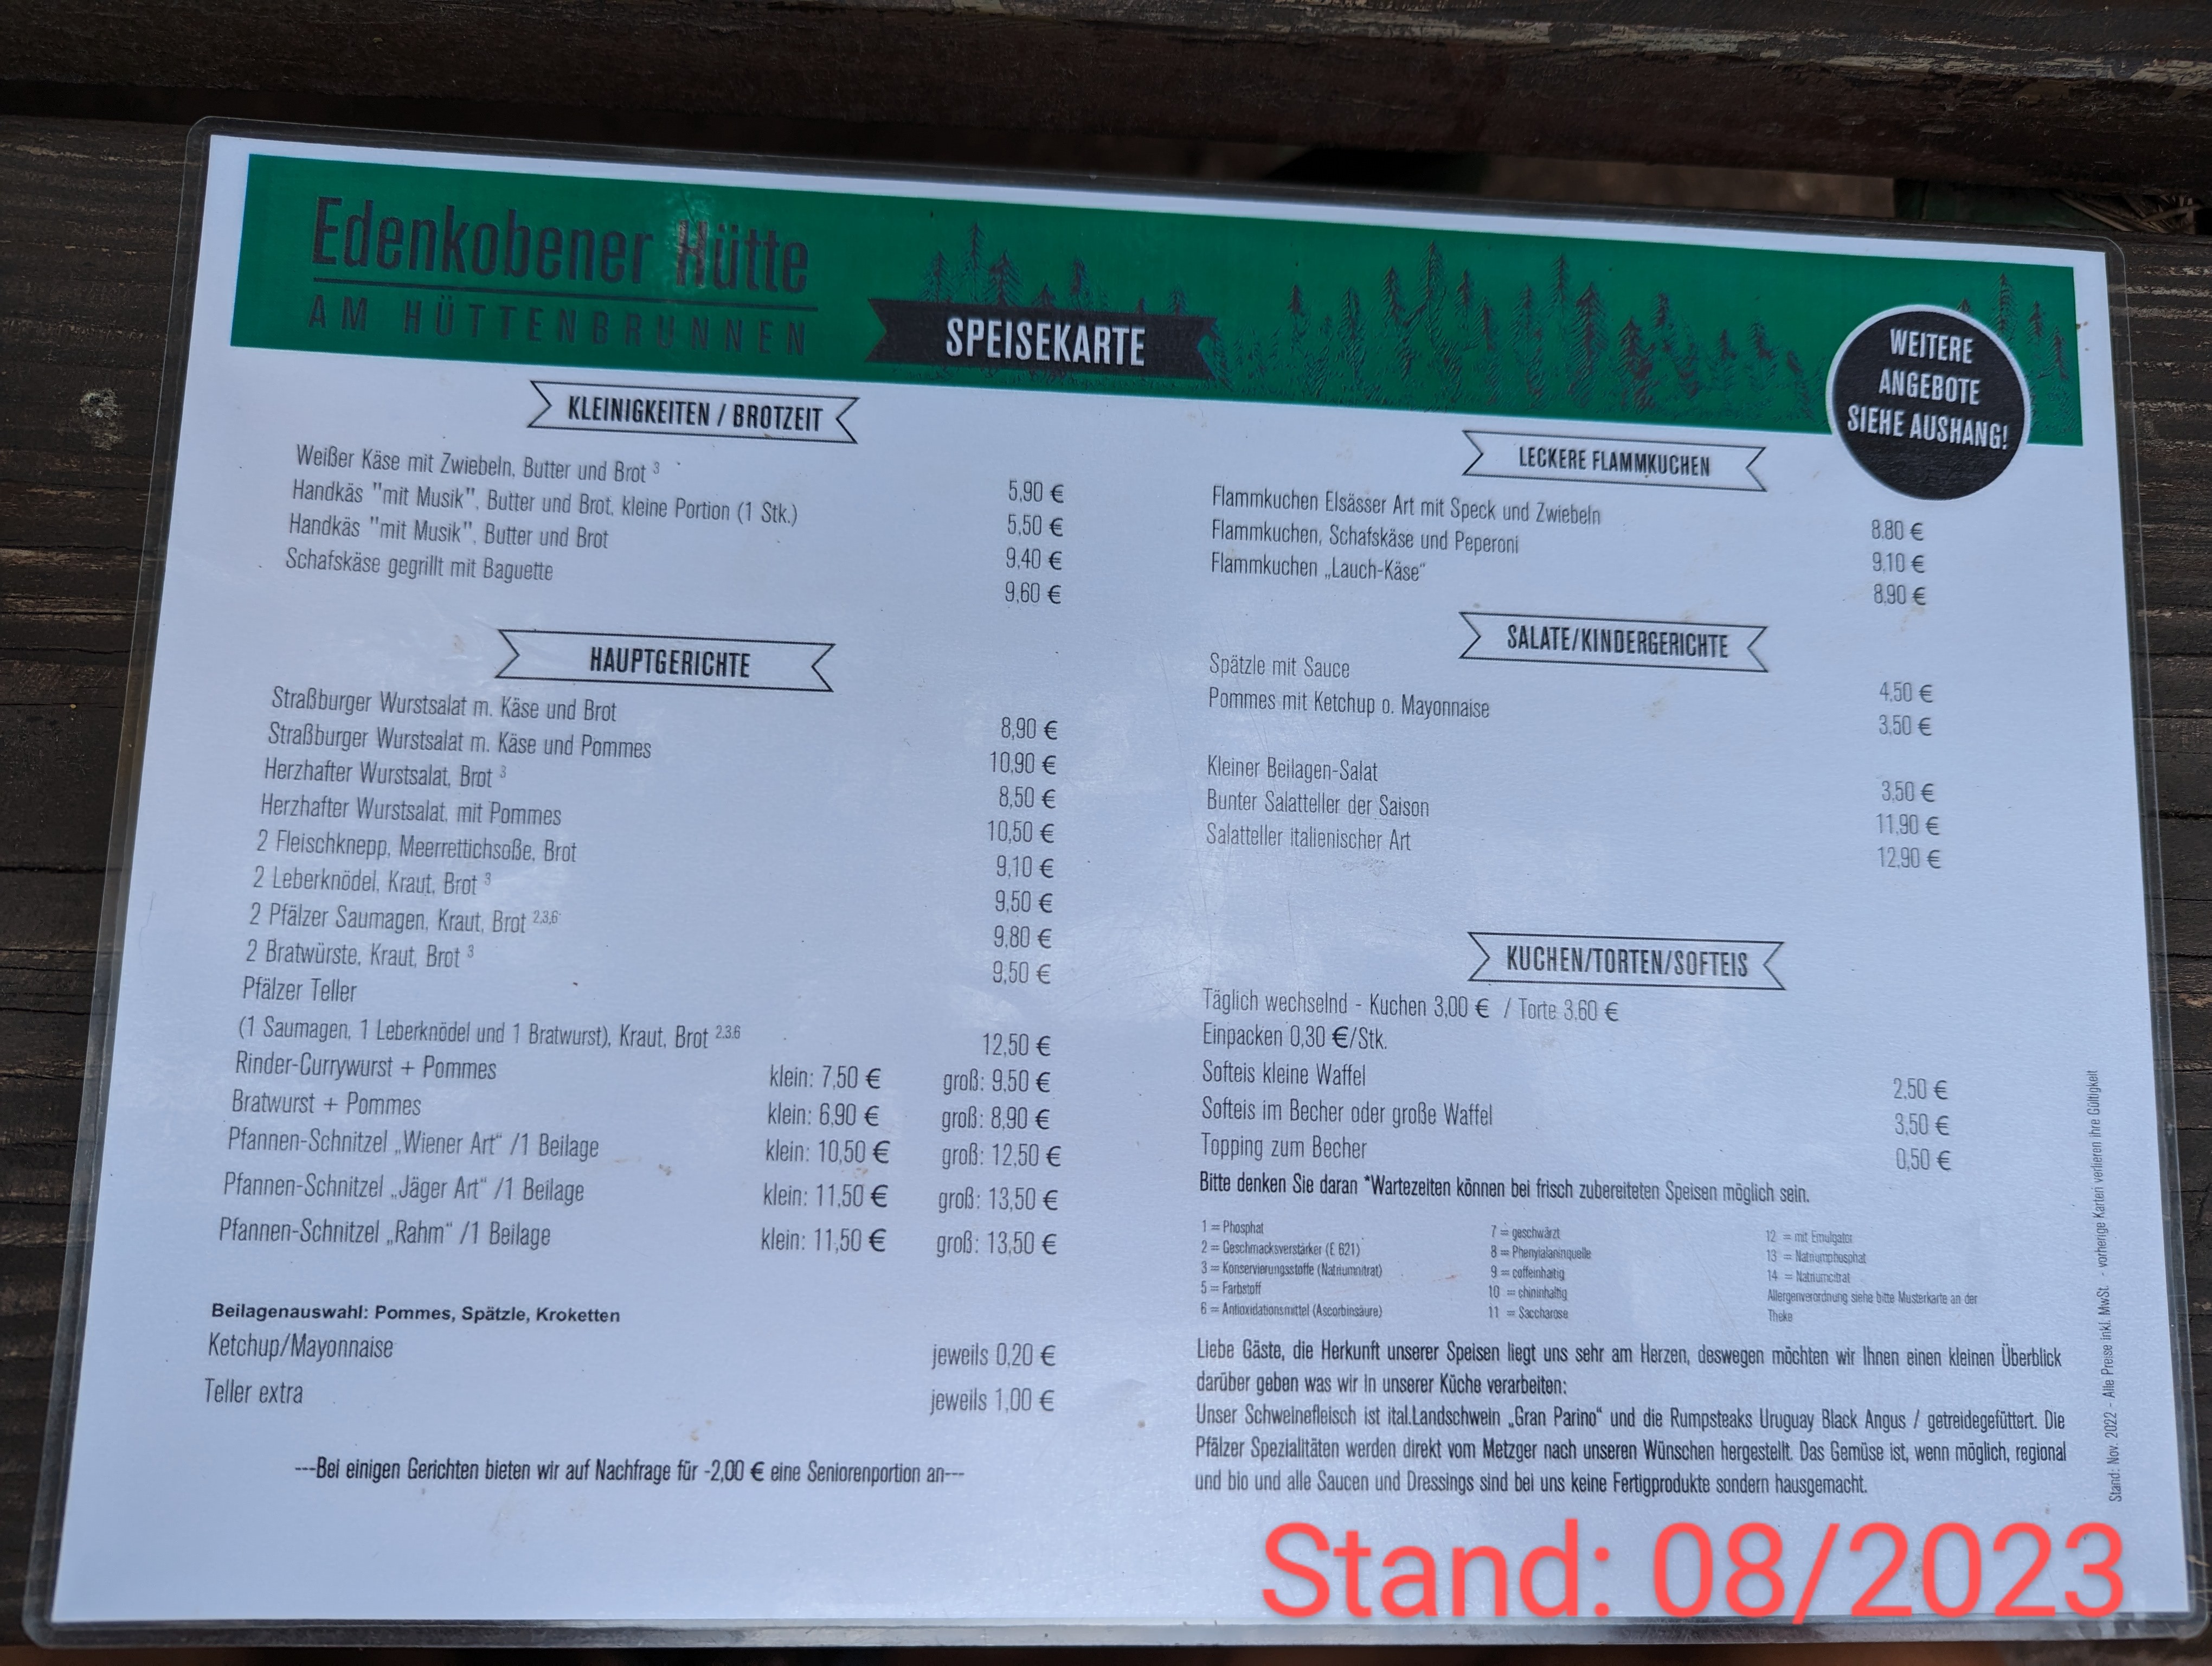 Edenkobener Hütte
AM HÜTTENBRUNNEN
SPEISEKARTE
WEITERE
ANGEBOTE
SIEHE AUSHANG!
KLEINIGKEITEN / BROTZEIT
Weißer Käse mit Zwiebeln, Butter und Brot 3 5,90 €
Handkäs "mit Musik", Butter und Brot, kleine Portion (1 Stk.) 5,50 €
Handkäs "mit Musik", Butter und Brot 9,40 €
Schafskäse gegrillt mit Baguette 9,60 €
HAUPTGERICHTE
Straßburger Wurstsalat m. Käse und Brot 8,90 €
Straßburger Wurstsalat m. Käse und Pommes 10,90 €
Herzhafter Wurstsalat, Brot 3 8,50 €
Herzhafter Wurstsalat, mit Pommes 10,50 €
2 Fleischknepp, Meerrettichsoße, Brot 9,10 €
2 Leberknödel, Kraut, Brot 3 9,50 €
2 Pfälzer Saumagen, Kraut, Brot 2,3,6 9,80 €
2 Bratwürste, Kraut, Brot 3 9,50 €
Pfälzer Teller
(1 Saumagen, 1 Leberknödel und 1 Bratwurst), Kraut, Brot 2,3,6 12,50 €
Rinder-Currywurst + Pommes klein: 7,50 € groß: 9,50 €
Bratwurst + Pommes klein: 6,90 € groß: 8,90 €
Pfannen-Schnitzel „Wiener Art“ /1 Beilage klein: 10,50 € groß: 12,50 €
Pfannen-Schnitzel „Jäger Art“ /1 Beilage klein: 11,50 € groß: 13,50 €
Pfannen-Schnitzel „Rahm“ /1 Beilage klein: 11,50 € groß: 13,50 €
Beilagenauswahl: Pommes, Spätzle, Kroketten
Ketchup/Mayonnaise jeweils 0,20 €
Teller extra jeweils 1,00 €
---Bei einigen Gerichten bieten wir auf Nachfrage für -2,00 € eine Seniorenportion an---
LECKERE FLAMMKUCHEN
Flammkuchen Elsässer Art mit Speck und Zwiebeln 8,80 €
Flammkuchen, Schafskäse und Peperoni 9,10 €
Flammkuchen „Lauch-Käse“ 8,90 €
SALATE/KINDERGERICHTE
Spätzle mit Sauce 4,50 €
Pommes mit Ketchup o. Mayonnaise 3,50 €
Kleiner Beilagen-Salat 3,50 €
Bunter Salatteller der Saison 11,90 €
Salatteller italienischer Art 12,90 €
KUCHEN/TORTEN/SOFTEIS
Täglich wechselnd - Kuchen 3,00 € / Torte 3,60 €
Einpacken 0,30 €/Stk.
Softeis kleine Waffel 2,50 €
Softeis im Becher oder große Waffel 3,50 €
Topping zum Becher 0,50 €
Bitte denken Sie daran *Wartezeiten können bei frisch zubereiteten Speisen möglich sein.
1 = Phosphat 7 = geschwärzt 12 = mit Emulgator
2 = Geschmacksverstärker (E 621) 8 = Phenylalaninquelle 13 = Natriumphosphat
3 = Konservierungsstoffe (Natriumnitrat) 9 = coffeinhaltig 14 = Natriumcitrat
5 = Farbstoff 10 = chininhaltig Allergenverordnung siehe bitte Musterkarte an der
6 = Antioxidationsmittel (Ascorbinsäure) 11 = Saccharose Theke
Liebe Gäste, die Herkunft unserer Speisen liegt uns sehr am Herzen, deswegen möchten wir Ihnen einen kleinen Überblick
darüber geben was wir in unserer Küche verarbeiten:
Unser Schweinefleisch ist ital.Landschwein „Gran Parino“ und die Rumpsteaks Uruguay Black Angus / getreidegefüttert. Die
Pfälzer Spezialitäten werden direkt vom Metzger nach unseren Wünschen hergestellt. Das Gemüse ist, wenn möglich, regional
und bio und alle Saucen und Dressings sind bei uns keine Fertigprodukte sondern hausgemacht.
Stand: Nov. 2022 – Alle Preise inkl. MwSt. - vorherige Karten verlieren ihre Gültigkeit
Stand: 08/2023